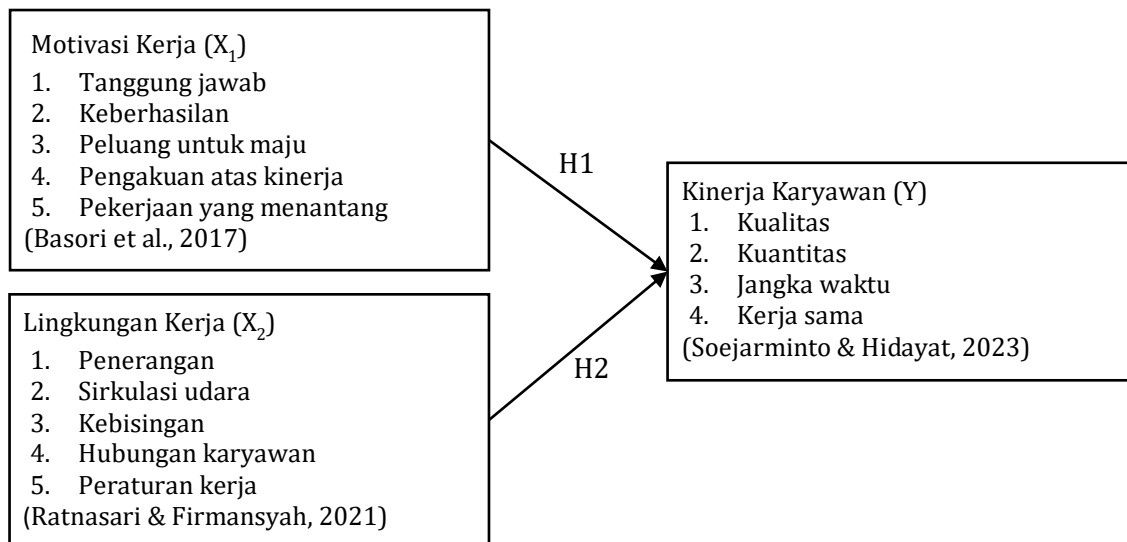 Motivasi Kerja (X₁)
1. Tanggung jawab
2. Keberhasilan
3. Peluang untuk maju
4. Pengakuan atas kinerja
5. Pekerjaan yang menantang
(Basori et al., 2017)
H1
Lingkungan Kerja (X₂)
1. Penerangan
2. Sirkulasi udara
3. Kebisingan
4. Hubungan karyawan
5. Peraturan kerja
(Ratnasari & Firmansyah, 2021)
H2
Kinerja Karyawan (Y)
1. Kualitas
2. Kuantitas
3. Jangka waktu
4. Kerja sama
(Soejarminto & Hidayat, 2023)